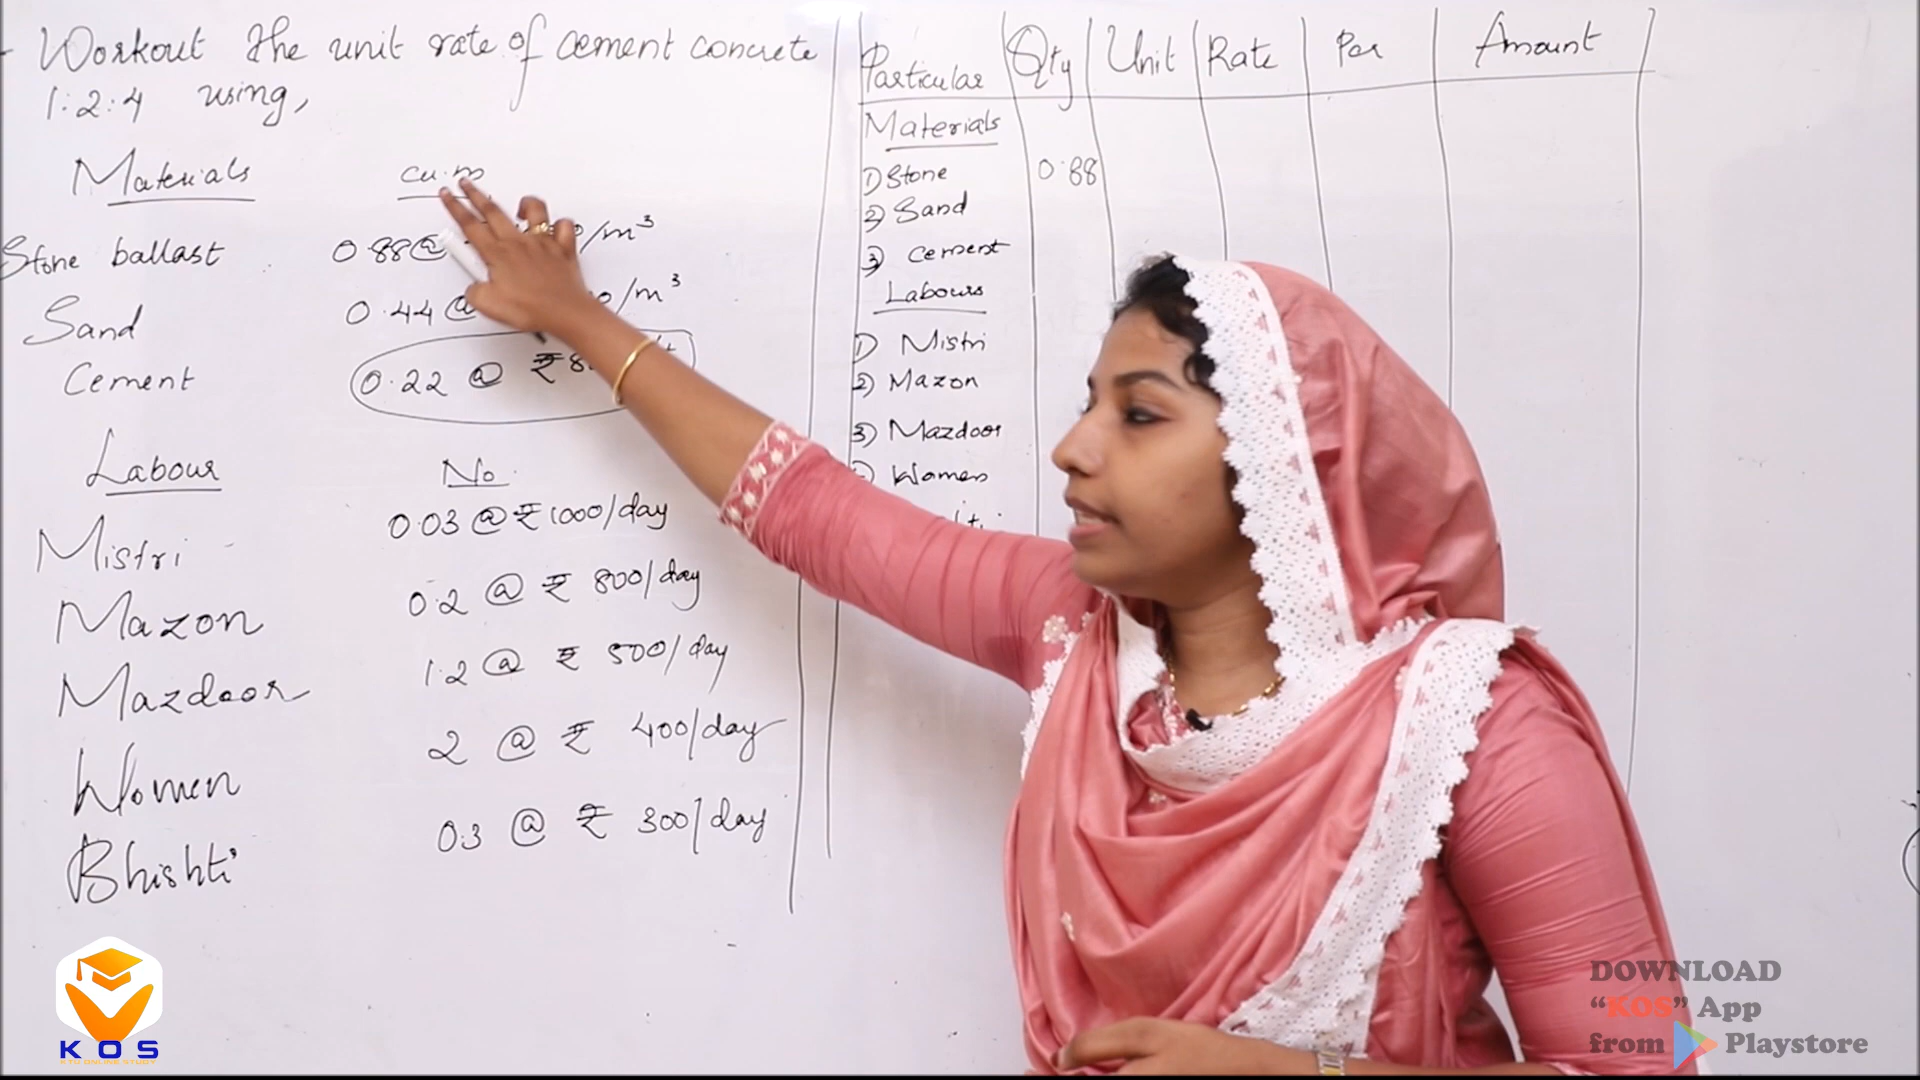 Workout the unit rate of cement concrete
1:2:4 using,
Materials cu.m
Stone ballast 0.88@ /m³
Sand 0.44@ /m³
Cement 0.22 @ ₹8
Labour No.
Mistri 0.03 @ ₹1000/day
Mazon 0.2 @ ₹ 800/day
Mazdoor 1.2 @ ₹ 500/day
Women 2 @ ₹ 400/day
Bhishti 0.3 @ ₹ 300/day
Particular Qty Unit Rate Per Amount
Materials
1) Stone 0.88
2) Sand
3) Cement
Labours
1) Mistri
2) Mazon
3) Mazdoor
Women
KOS
KTU ONLINE STUDY
DOWNLOAD
"KOS" App
from Playstore